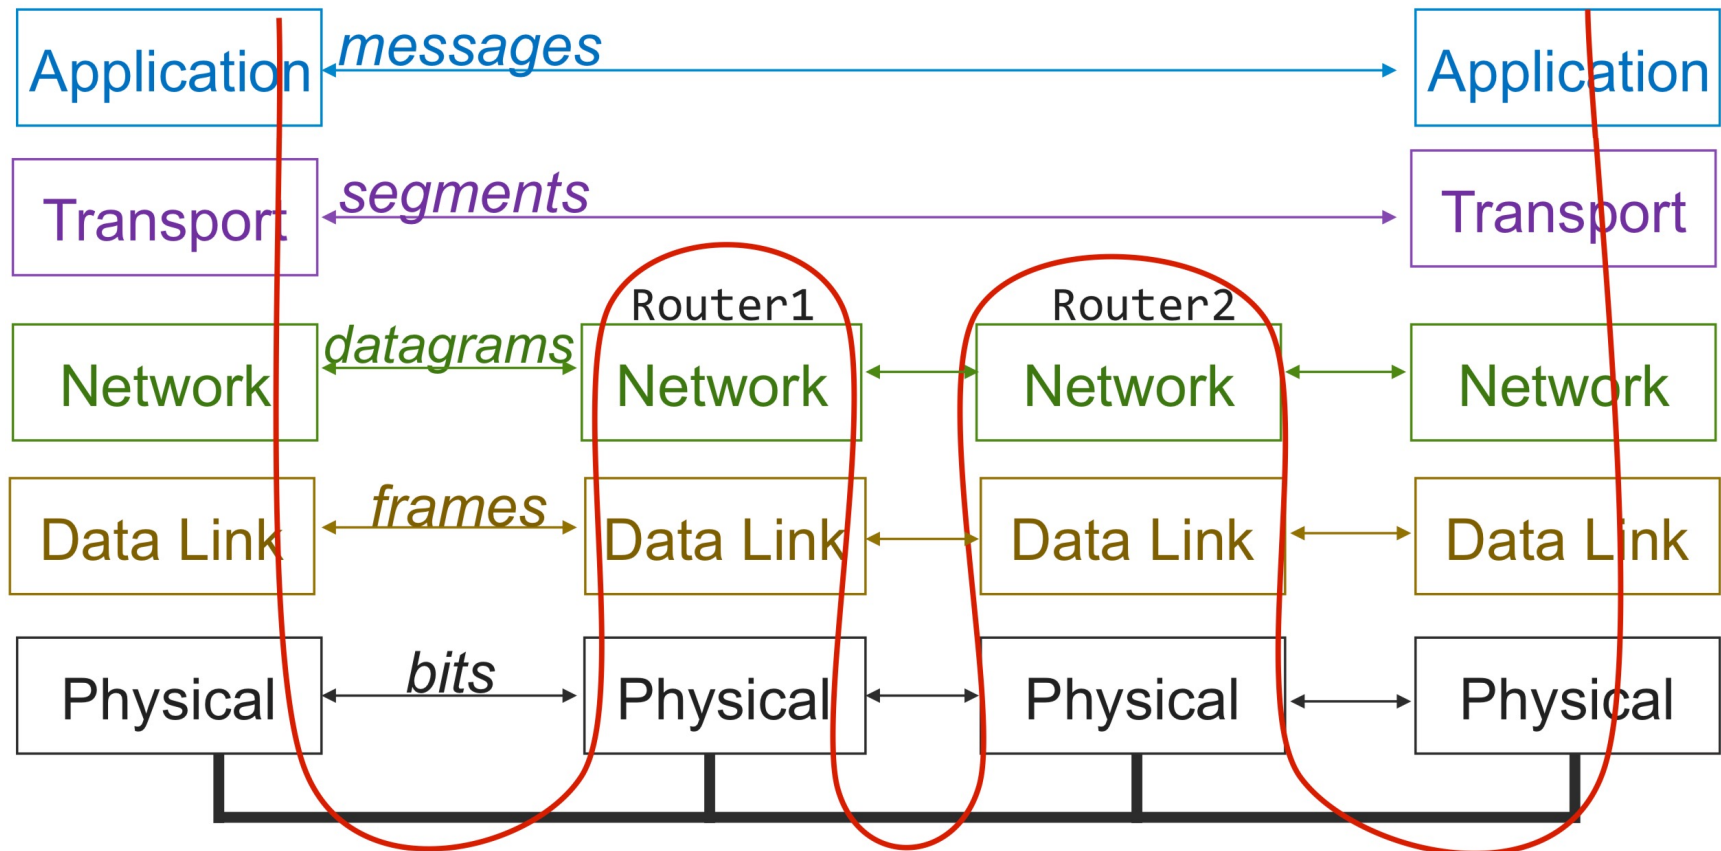 Application messages Application
Transport segments Transport
Router1 Router2
Network datagrams Network Network Network
Data Link frames Data Link Data Link Data Link
Physical bits Physical Physical Physical